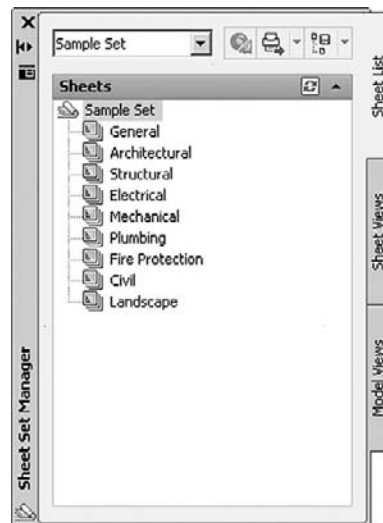 Sample Set
Sheets
Sample Set
General
Architectural
Structural
Electrical
Mechanical
Plumbing
Fire Protection
Civil
Landscape
Sheet List
Sheet Views
Model Views
Sheet Set Manager